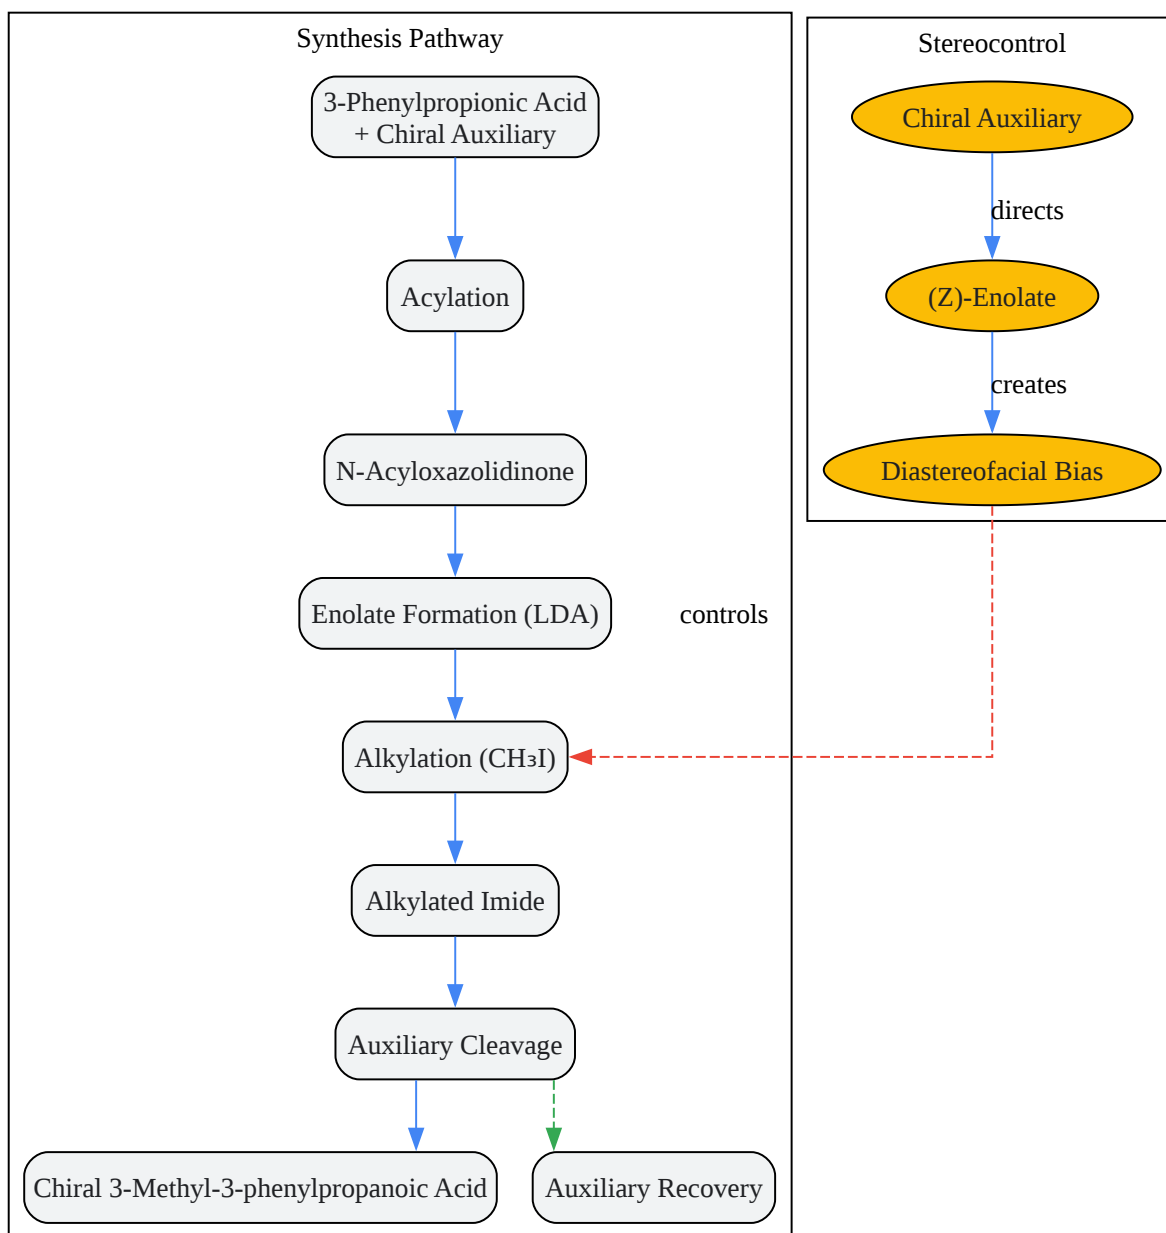 Synthesis Pathway
3-Phenylpropionic Acid
+ Chiral Auxiliary
Acylation
N-Acyloxazolidinone
Enolate Formation (LDA)
controls
Alkylation (CH₃I)
Alkylated Imide
Auxiliary Cleavage
Chiral 3-Methyl-3-phenylpropanoic Acid
Auxiliary Recovery
Stereocontrol
Chiral Auxiliary
directs
(Z)-Enolate
creates
Diastereofacial Bias